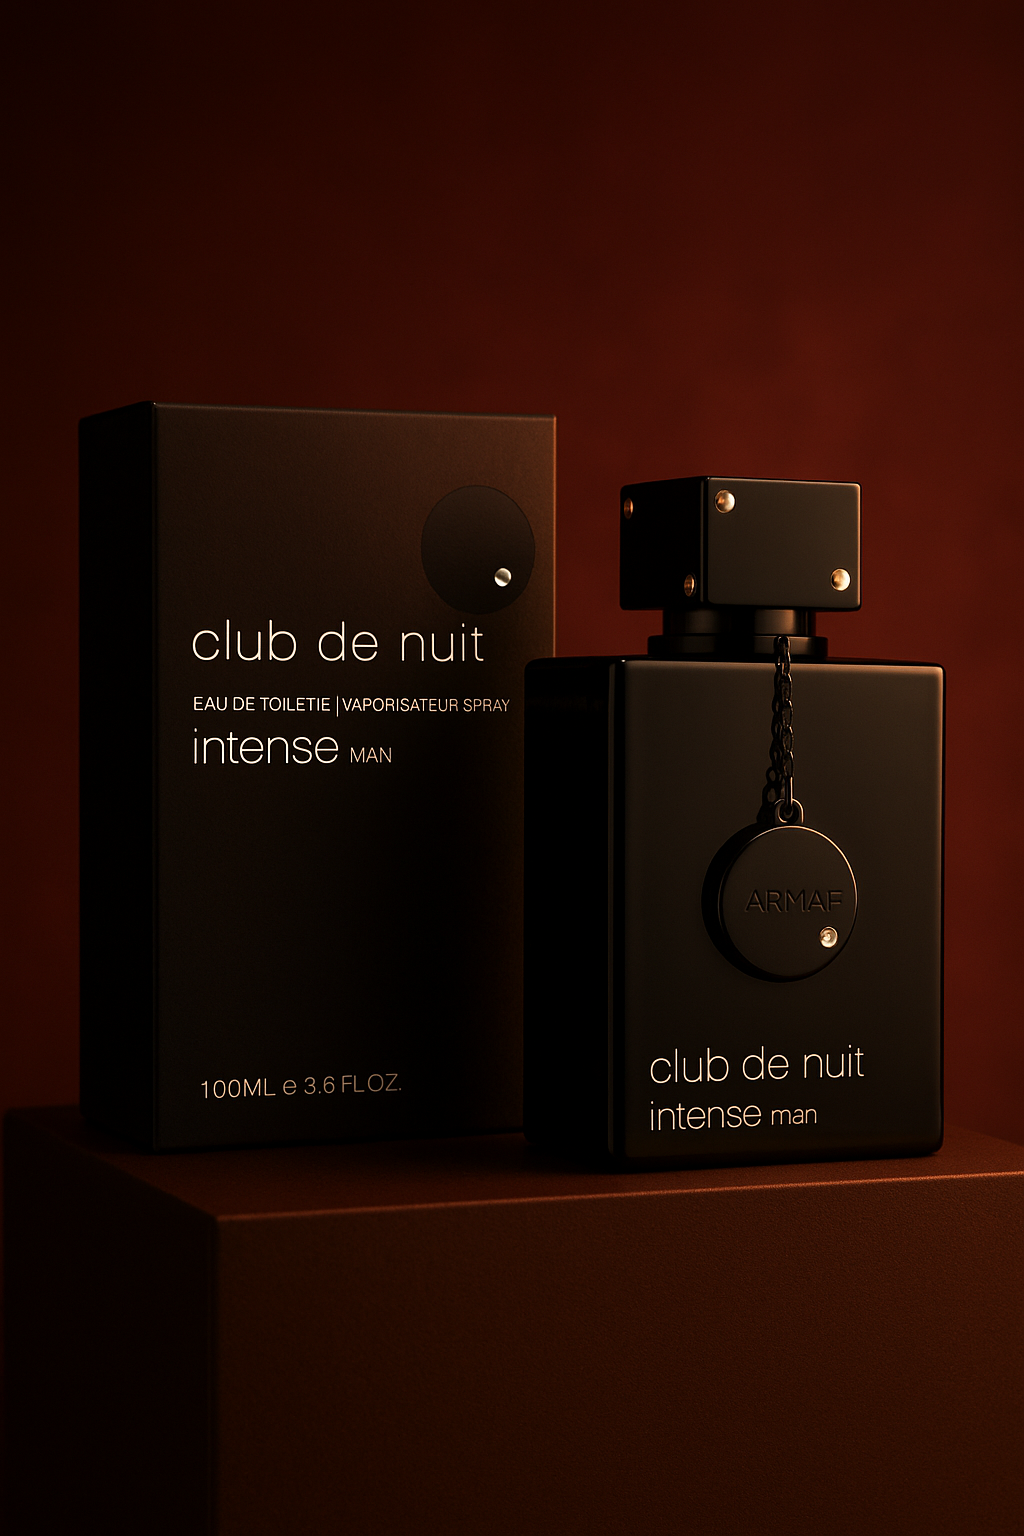 club de nuit
EAU DE TOILETIE | VAPORISATEUR SPRAY
intense MAN
100ML e 3.6 FL OZ.
ARMAF
club de nuit
intense man